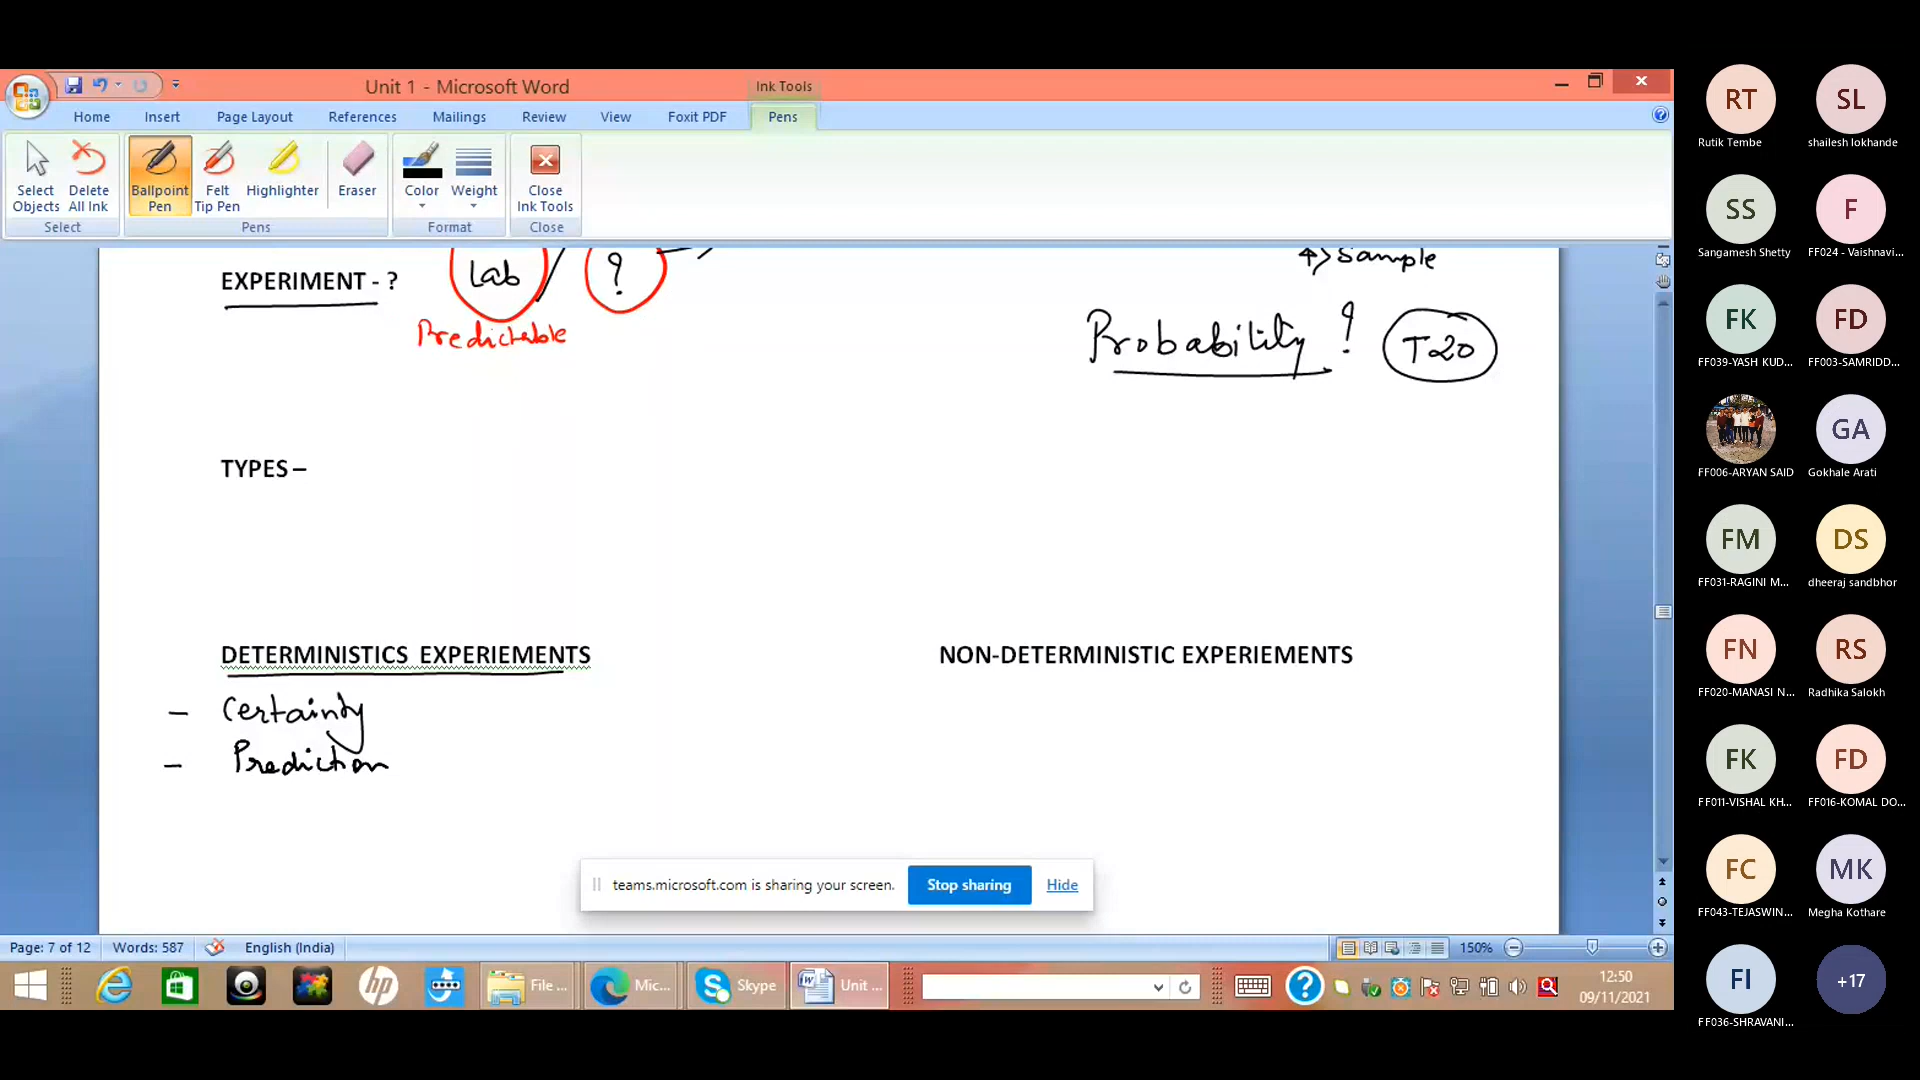 Unit 1 - Microsoft Word
Ink Tools
Home Insert Page Layout References Mailings Review View Foxit PDF Pens
Select Objects
Delete All Ink
Ballpoint Pen
Felt Tip Pen
Highlighter
Eraser
Color
Weight
Close Ink Tools
Select Pens Format Close
EXPERIMENT - ? Lab / ?
Predictable
Sample
Probability ? T20
TYPES –
DETERMINISTICS EXPERIEMENTS
NON-DETERMINISTIC EXPERIEMENTS
- Certainty
- Prediction
teams.microsoft.com is sharing your screen. Stop sharing Hide
Page: 7 of 12 Words: 587 English (India) 150%
hp File ... Mic... Skype Unit ... 12:50
09/11/2021
RT SL
Rutik Tembe shailesh lokhande
SS F
Sangamesh Shetty FF024 - Vaishnavi...
FK FD
FF039-YASH KUD... FF003-SAMRIDD...
GA
FF006-ARYAN SAID Gokhale Arati
FM DS
FF031-RAGINI M... dheeraj sandbhor
FN RS
FF020-MANASI N... Radhika Salokh
FK FD
FF011-VISHAL KH... FF016-KOMAL DO...
FC MK
FF043-TEJASWIN... Megha Kothare
FI +17
FF036-SHRAVANI...